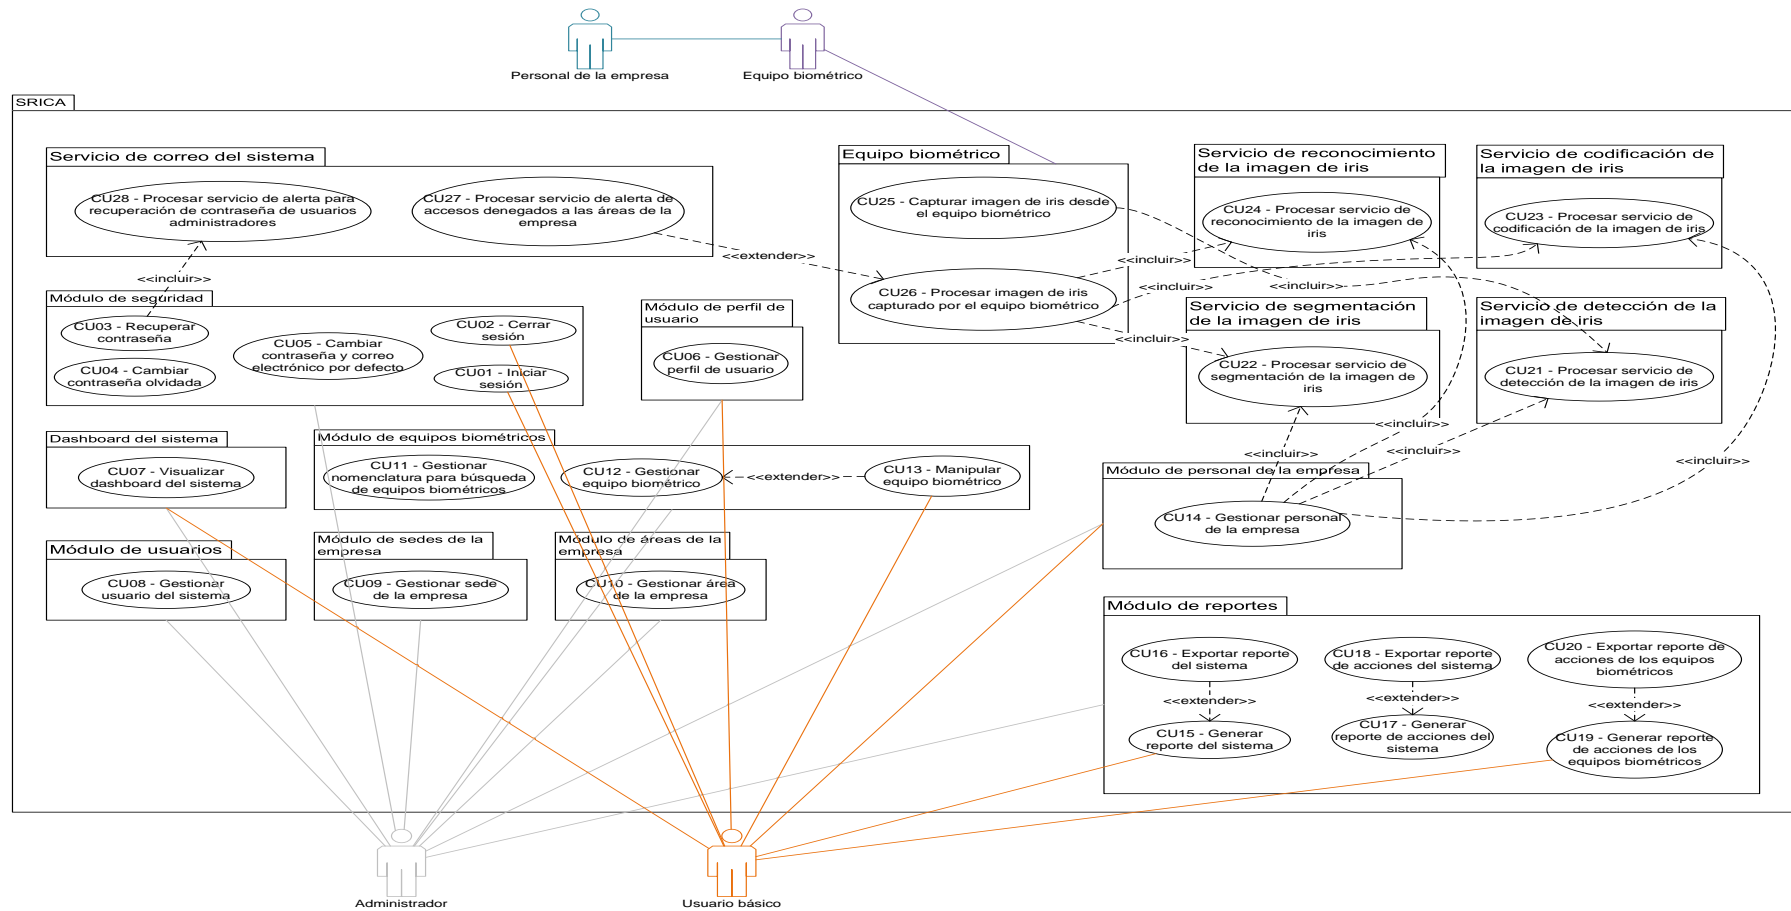 Personal de la empresa
Equipo biométrico
SRICA
Servicio de correo del sistema
CU28 - Procesar servicio de alerta para
recuperación de contraseña de usuarios
administradores
CU27 - Procesar servicio de alerta de
accesos denegados a las áreas de la
empresa
<<extender>>
<<incluir>>
Equipo biométrico
CU25 - Capturar imagen de iris desde
el equipo biométrico
CU26 - Procesar imagen de iris
capturado por el equipo biométrico
Servicio de reconocimiento
de la imagen de iris
CU24 - Procesar servicio de
reconocimiento de la imagen de
iris
Servicio de codificación de
la imagen de iris
CU23 - Procesar servicio de
codificación de la imagen de iris
<<incluir>>
<<incluir>>
<<incluir>>
<<incluir>>
Servicio de segmentación
de la imagen de iris
CU22 - Procesar servicio de
segmentación de la imagen de
iris
Servicio de detección de la
imagen de iris
CU21 - Procesar servicio de
detección de la imagen de iris
Módulo de seguridad
CU03 - Recuperar
contraseña
CU04 - Cambiar
contraseña olvidada
CU05 - Cambiar
contraseña y correo
electrónico por defecto
CU02 - Cerrar
sesión
CU01 - Iniciar
sesión
Módulo de perfil de
usuario
CU06 - Gestionar
perfil de usuario
Dashboard del sistema
CU07 - Visualizar
dashboard del sistema
Módulo de equipos biométricos
CU11 - Gestionar
nomenclatura para búsqueda
de equipos biométricos
CU12 - Gestionar
equipo biométrico
<<extender>>
CU13 - Manipular
equipo biométrico
<<incluir>>
<<incluir>>
<<incluir>>
<<incluir>>
Módulo de personal de la empresa
CU14 - Gestionar personal
de la empresa
Módulo de usuarios
CU08 - Gestionar
usuario del sistema
Módulo de sedes de la
empresa
CU09 - Gestionar sede
de la empresa
Módulo de áreas de la
empresa
CU10 - Gestionar área
de la empresa
Módulo de reportes
CU16 - Exportar reporte
del sistema
CU18 - Exportar reporte
de acciones del sistema
CU20 - Exportar reporte de
acciones de los equipos
biométricos
<<extender>>
<<extender>>
<<extender>>
CU15 - Generar
reporte del sistema
CU17 - Generar
reporte de acciones del
sistema
CU19 - Generar reporte
de acciones de los
equipos biométricos
Administrador
Usuario básico